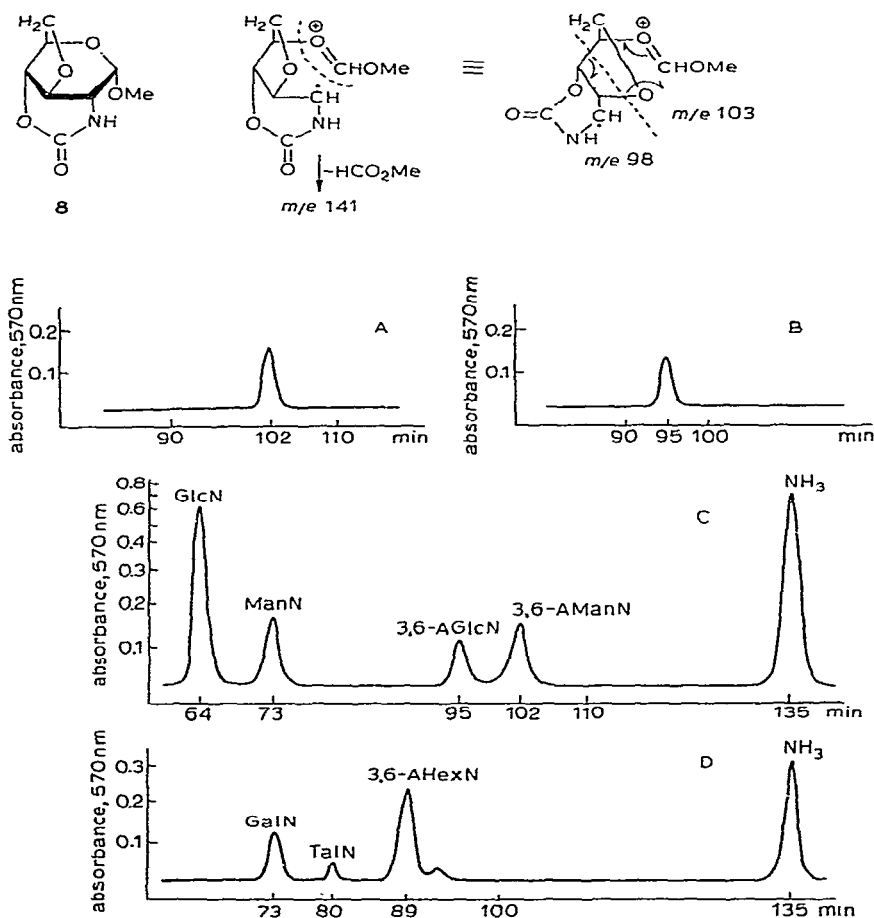 H₂C
O
O
OMe
O
NH
C
O
8
H₂C
⊕
O
CHOMe
O
CH
O
NH
C
O
-HCO₂Me
m/e 141
≡
H₂C
⊕
O
CHOMe
O
O
O=C
CH
NH
m/e 103
m/e 98
absorbance, 570nm
0.2
0.1
A
90 102 110 min
absorbance, 570nm
0.2
0.1
B
90 95 100 min
absorbance, 570nm
0.8
0.6
0.4
0.3
0.2
0.1
GlcN
ManN
3,6-AGlcN
3,6-AManN
C
NH₃
64 73 95 102 110 135 min
absorbance, 570nm
0.3
0.2
0.1
GalN
TalN
3,6-AHexN
D
NH₃
73 80 89 100 135 min